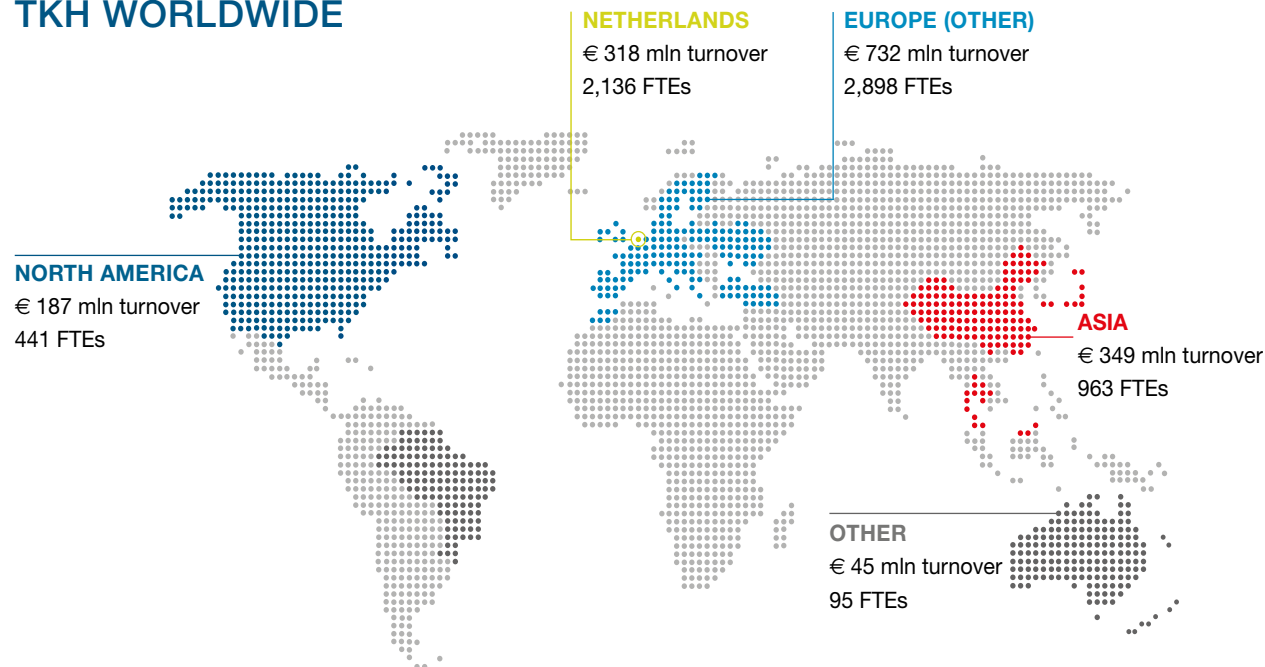 TKH WORLDWIDE
NETHERLANDS
€ 318 mln turnover
2,136 FTEs
EUROPE (OTHER)
€ 732 mln turnover
2,898 FTEs
NORTH AMERICA
€ 187 mln turnover
441 FTEs
ASIA
€ 349 mln turnover
963 FTEs
OTHER
€ 45 mln turnover
95 FTEs